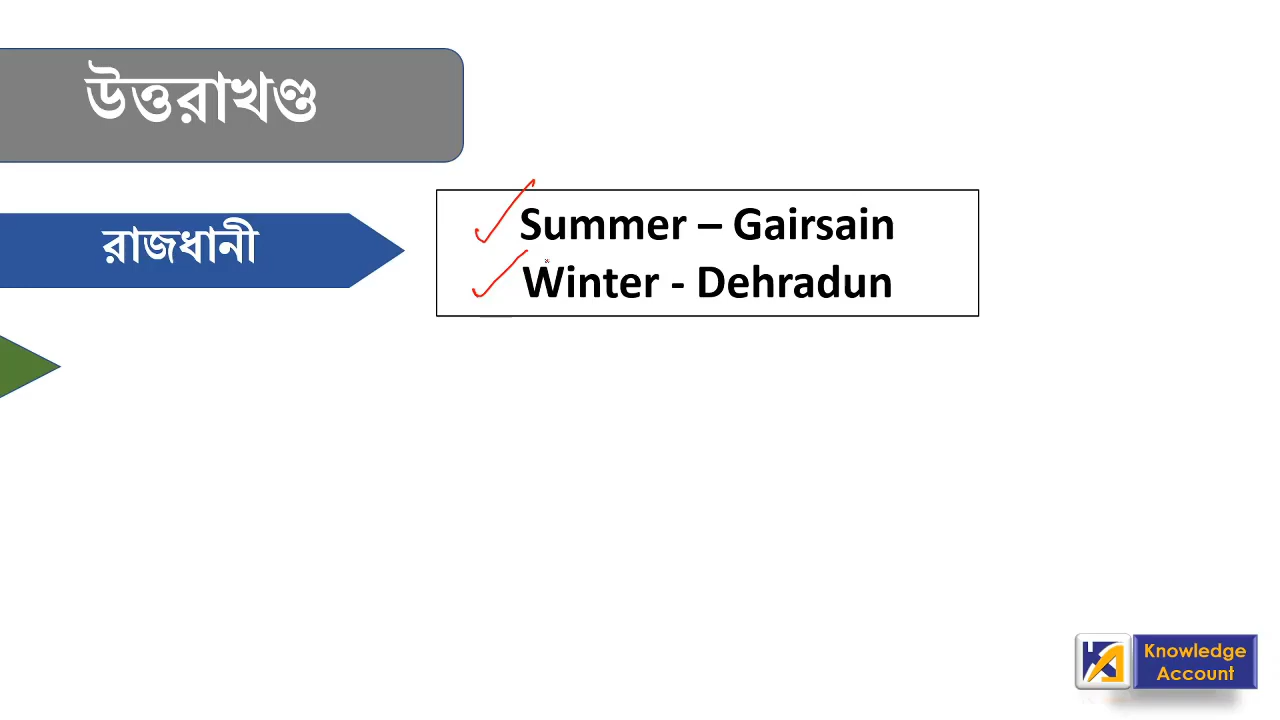 উত্তরাখণ্ড
রাজধানী
Summer – Gairsain
Winter - Dehradun
Knowledge
Account